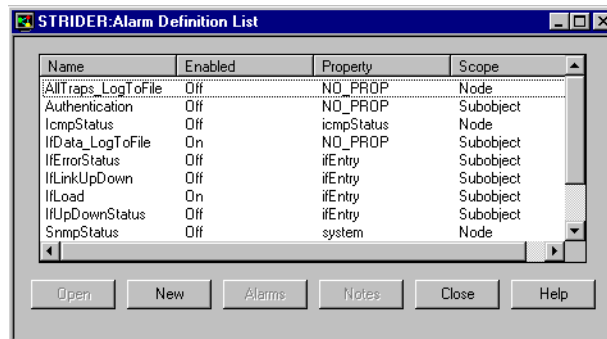 STRIDER:Alarm Definition List
Name Enabled Property Scope
AllTraps_LogToFile Off NO_PROP Node
Authentication Off NO_PROP Subobject
IcmpStatus Off icmpStatus Node
IfData_LogToFile On NO_PROP Subobject
IfErrorStatus Off ifEntry Subobject
IfLinkUpDown Off ifEntry Subobject
IfLoad On ifEntry Subobject
IfUpDownStatus Off ifEntry Subobject
SnmpStatus Off system Node
Open New Alarms Notes Close Help